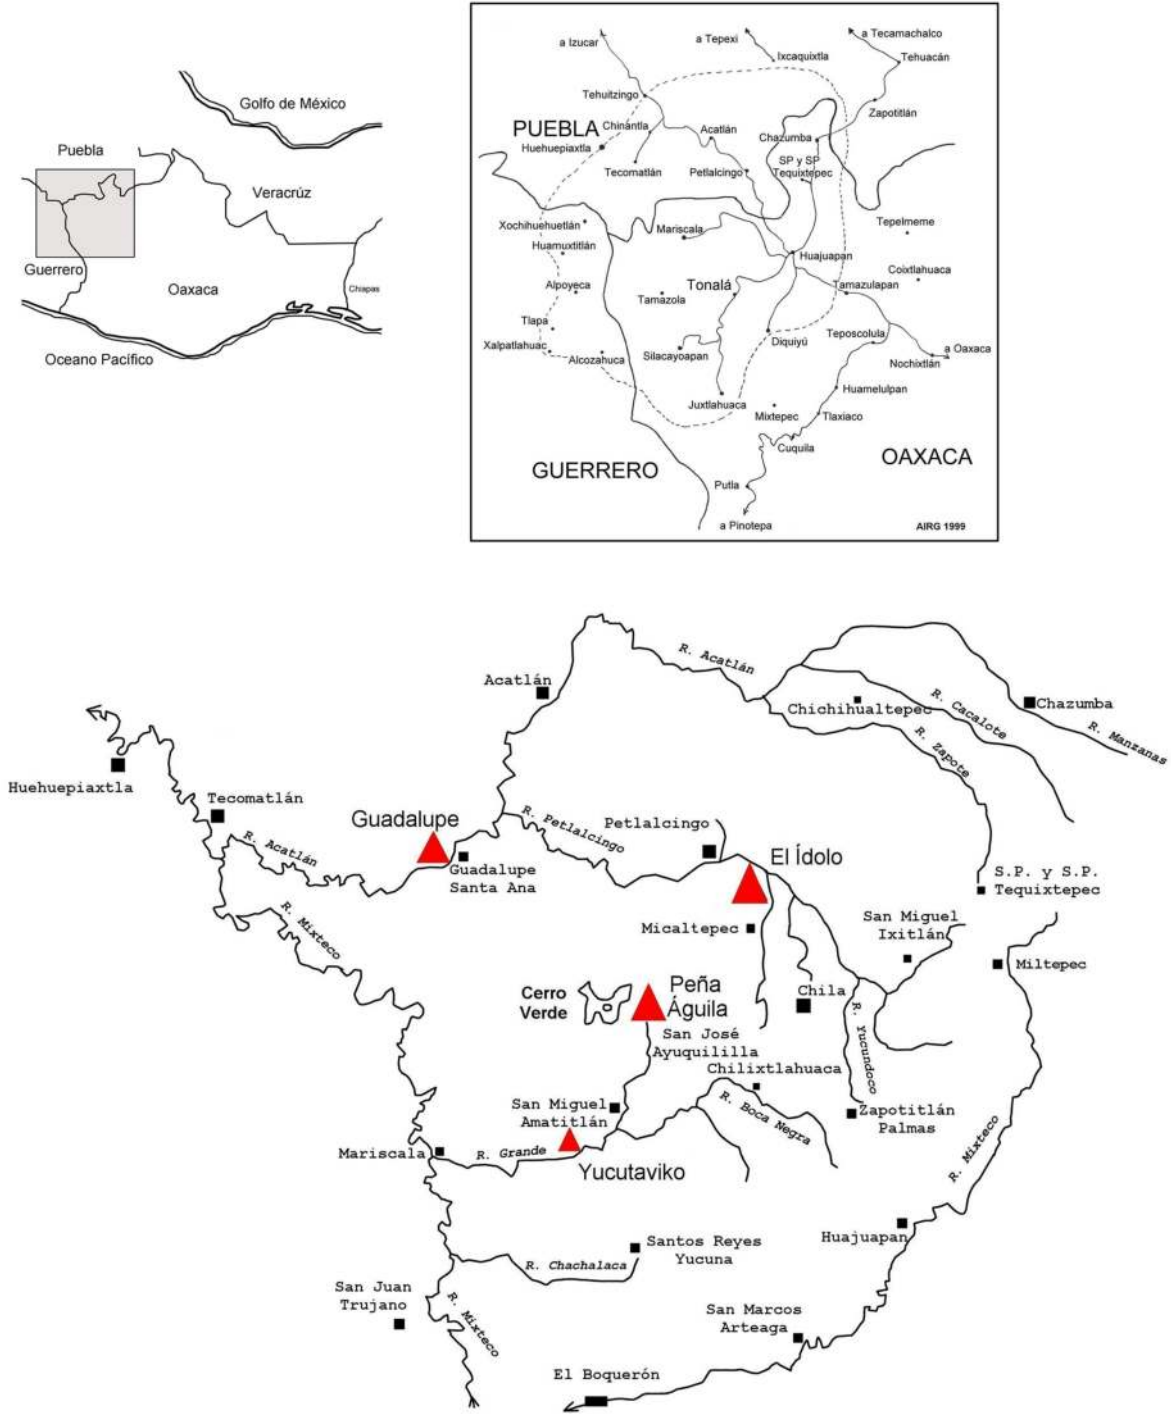 Golfo de México
Puebla
Veracrúz
Guerrero
Oaxaca
Chiapas
Oceano Pacífico
a Izucar
a Tepexi
a Tecamachalco
Ixcaquixtla
Tehuacán
Tehuitzingo
Zapotitlán
PUEBLA
Chinantla
Acatlán
Chazumba
Huehuepiaxtla
SP y SP
Tequixtepec
Tecomatlán
Petlalcingo
Xochihuehuetlán
Mariscala
Tepelmeme
Huamuxtitlán
Huajuapan
Coixtlahuaca
Alpoyeca
Tamazola
Tonalá
Tamazulapan
Tlapa
Teposcolula
Xalpatlahuac
Alcozahuca
Silacayoapan
Diquiyú
a Oaxaca
Nochixtlán
Juxtlahuaca
Huamelulpan
Mixtepec
Tlaxiaco
Cuquila
GUERRERO
OAXACA
Putla
a Pinotepa
AIRG 1999
R. Acatlán
Acatlán
Chichihualtepec
R. Cacalote
Chazumba
R. Manzanas
R. Zapote
Huehuepiaxtla
Tecomatlán
Guadalupe
R. Petlalcingo
Petlalcingo
El Ídolo
R. Acatlán
Guadalupe
Santa Ana
S.P. y S.P.
Tequixtepec
R. Mixteco
Micaltepec
San Miguel
Ixitlán
Miltepec
Cerro
Verde
Peña
Águila
Chila
R. Yucundoco
San José
Ayuquililla
Chilixtlahuaca
San Miguel
Amatitlán
R. Boca Negra
Zapotitlán
Palmas
R. Mixteco
Mariscala
R. Grande
Yucutaviko
Huajuapan
Santos Reyes
Yucuna
R. Chachalaca
San Juan
Trujano
R. Mixteco
San Marcos
Arteaga
El Boquerón